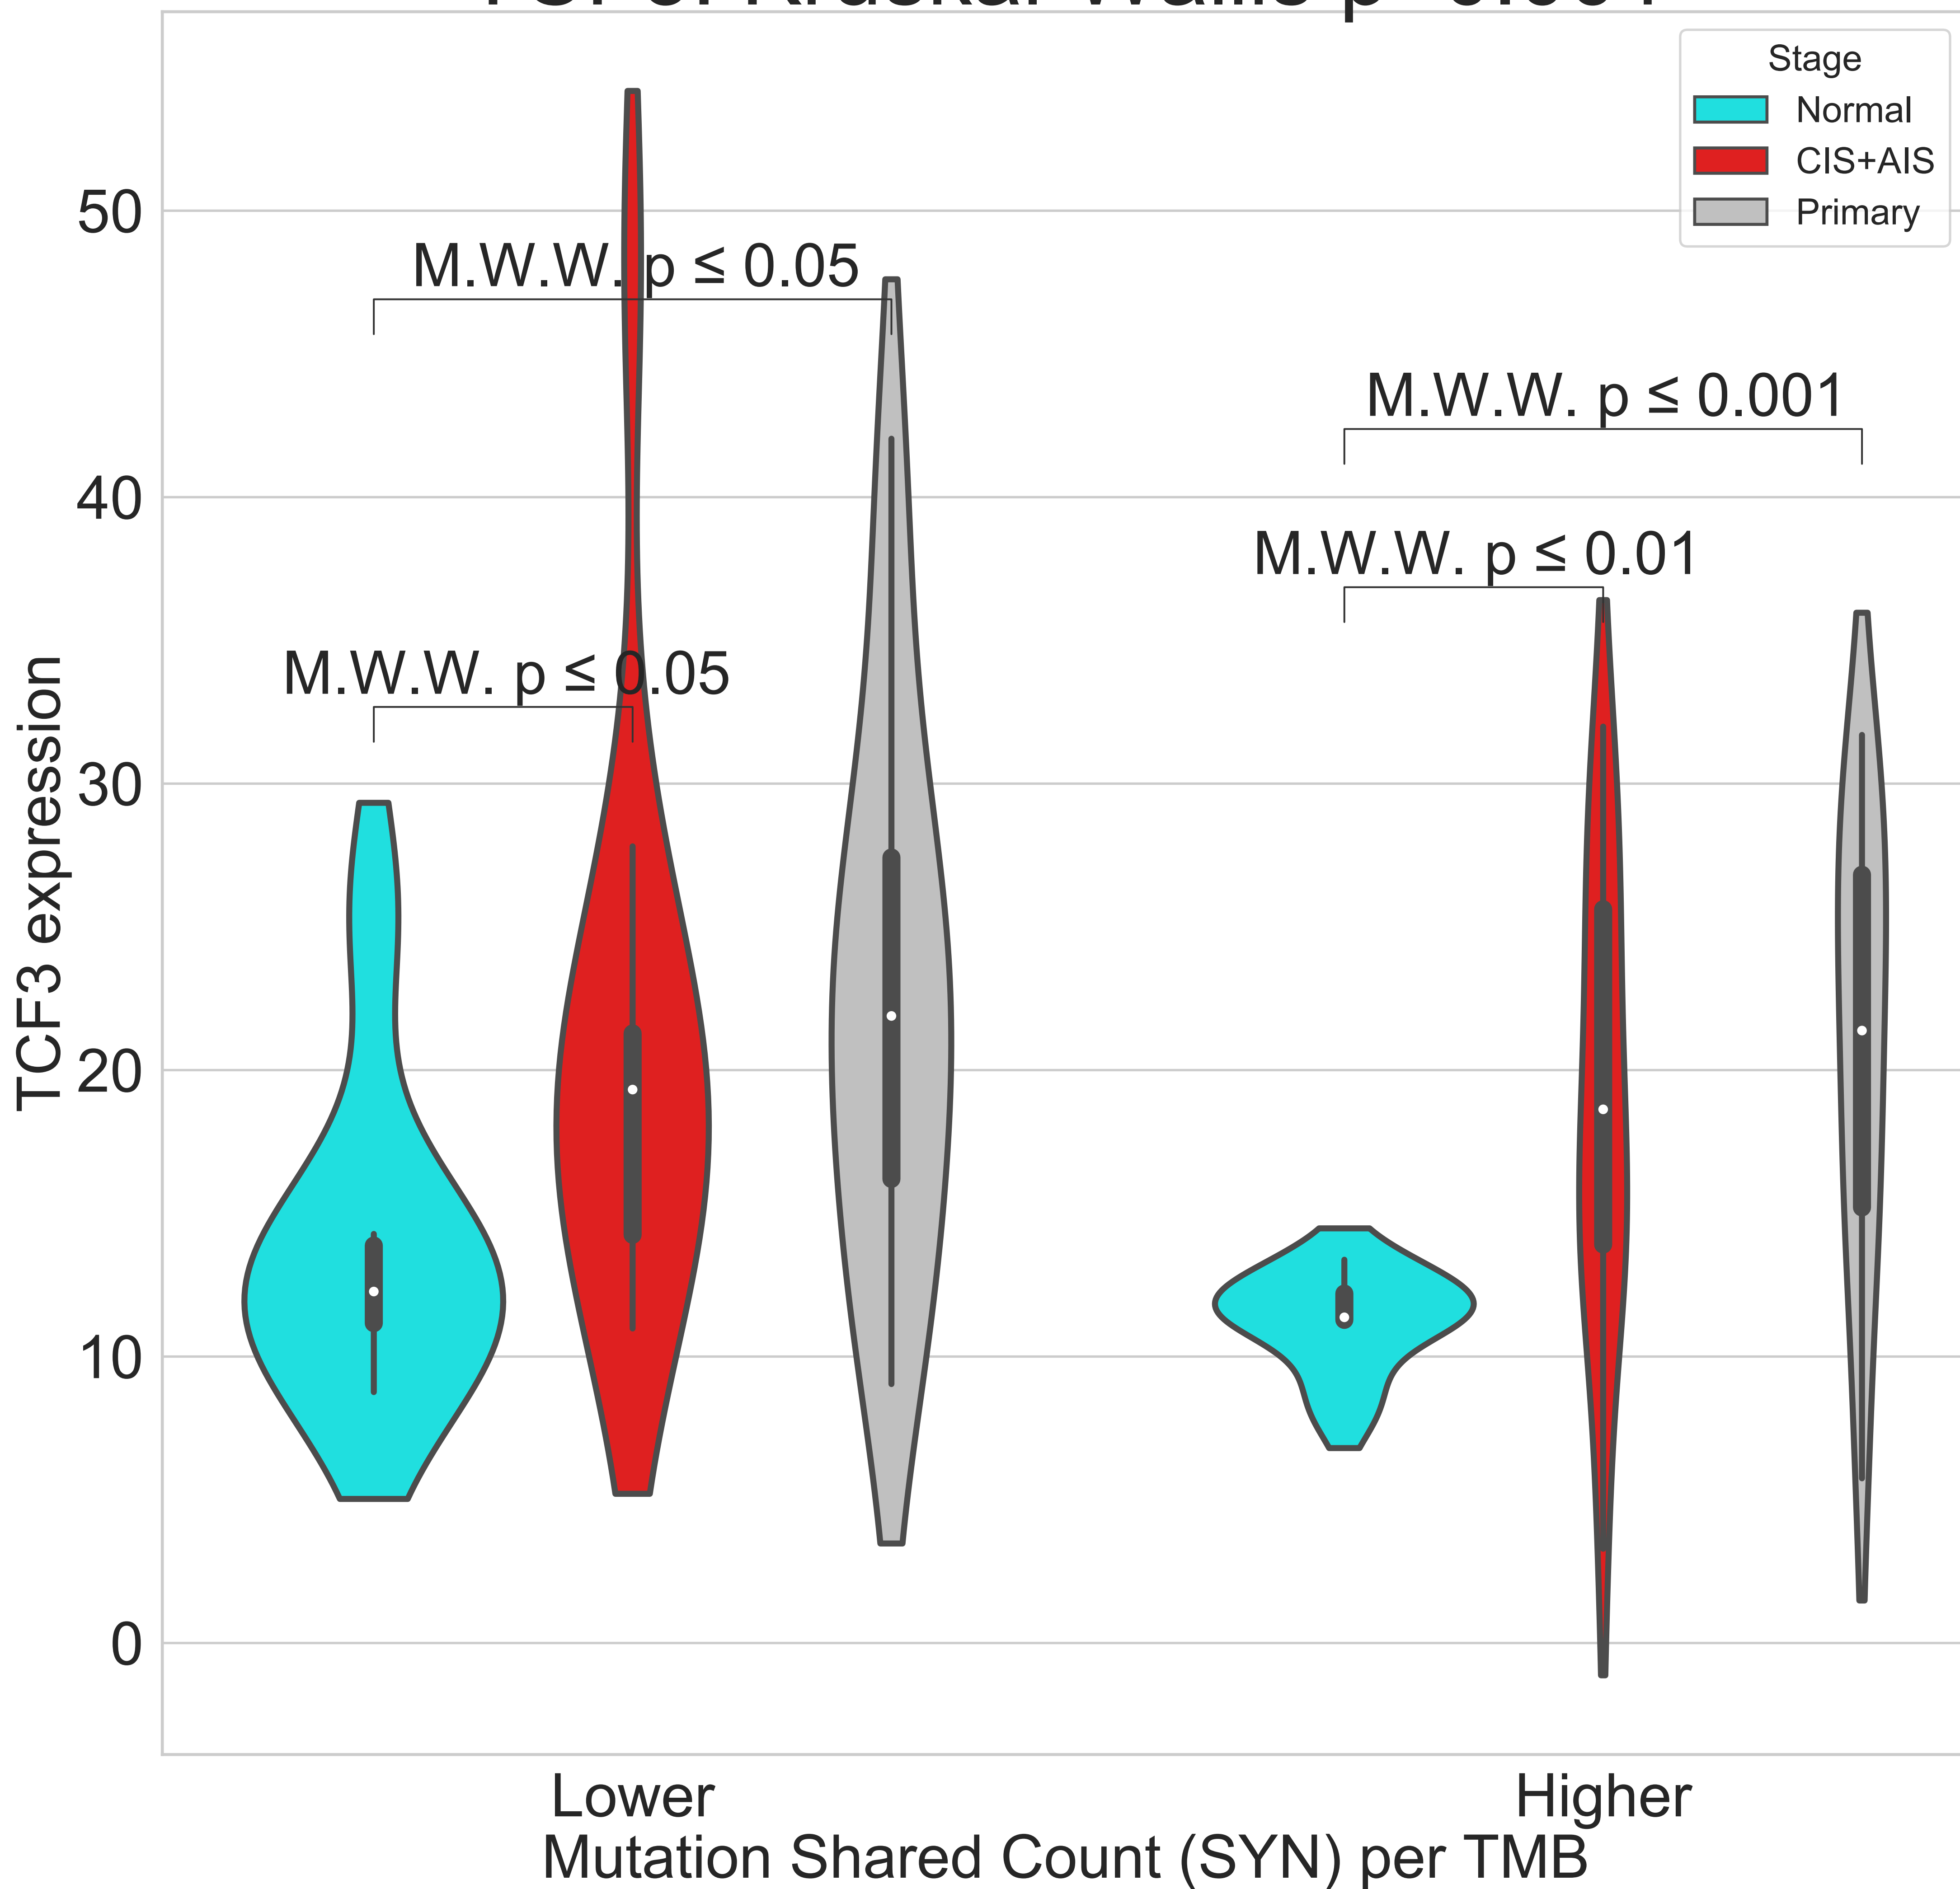 Stage
Normal
CIS+AIS
Primary
50
M.W.W. p ≤ 0.05
M.W.W. p ≤ 0.001
40
M.W.W. p ≤ 0.01
M.W.W. p ≤ 0.05
30
TCF3 expression
20
10
0
Lower
Higher
Mutation Shared Count (SYN) per TMB